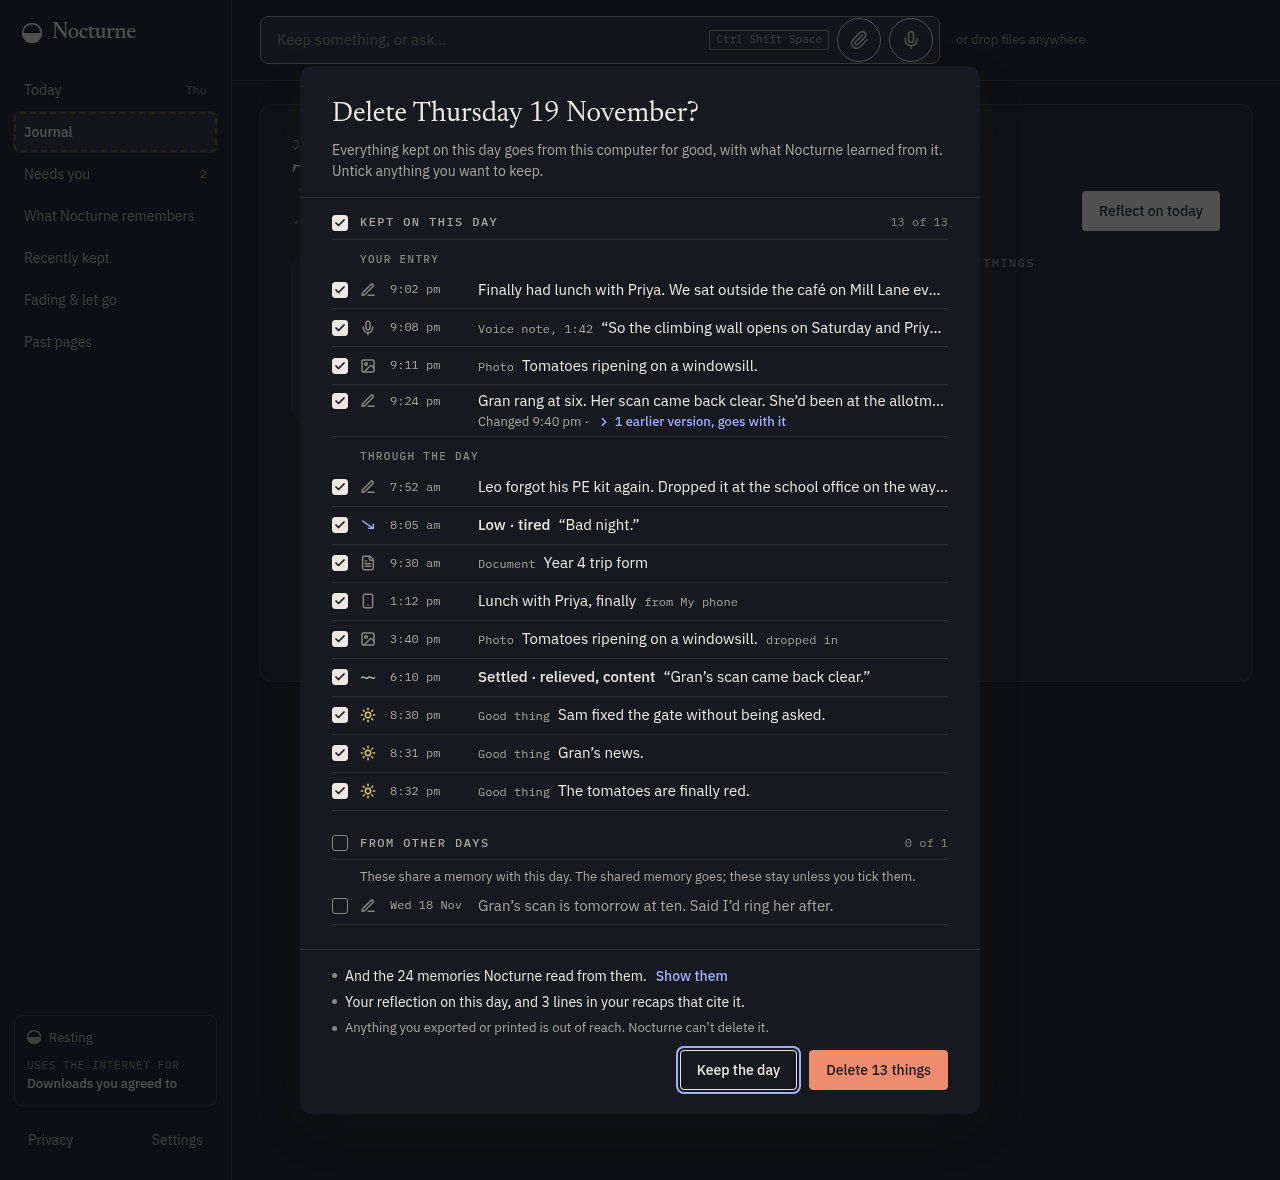 Nocturne
Keep something, or ask...
Ctrl Shift Space
or drop files anywhere
Today
Thu
Journal
Needs you
2
What Nocturne remembers
Recently kept
Fading & let go
Past pages
Reflect on today
THINGS
Delete Thursday 19 November?
Everything kept on this day goes from this computer for good, with what Nocturne learned from it.
Untick anything you want to keep.
KEPT ON THIS DAY
13 of 13
YOUR ENTRY
9:02 pm Finally had lunch with Priya. We sat outside the café on Mill Lane ev...
9:08 pm Voice note, 1:42 “So the climbing wall opens on Saturday and Priy...
9:11 pm Photo Tomatoes ripening on a windowsill.
9:24 pm Gran rang at six. Her scan came back clear. She’d been at the allotm...
Changed 9:40 pm · 1 earlier version, goes with it
THROUGH THE DAY
7:52 am Leo forgot his PE kit again. Dropped it at the school office on the way...
8:05 am Low · tired “Bad night.”
9:30 am Document Year 4 trip form
1:12 pm Lunch with Priya, finally from My phone
3:40 pm Photo Tomatoes ripening on a windowsill. dropped in
6:10 pm Settled · relieved, content “Gran’s scan came back clear.”
8:30 pm Good thing Sam fixed the gate without being asked.
8:31 pm Good thing Gran’s news.
8:32 pm Good thing The tomatoes are finally red.
FROM OTHER DAYS
0 of 1
These share a memory with this day. The shared memory goes; these stay unless you tick them.
Wed 18 Nov Gran’s scan is tomorrow at ten. Said I’d ring her after.
And the 24 memories Nocturne read from them. Show them
Your reflection on this day, and 3 lines in your recaps that cite it.
Anything you exported or printed is out of reach. Nocturne can’t delete it.
Keep the day
Delete 13 things
Resting
USES THE INTERNET FOR
Downloads you agreed to
Privacy
Settings